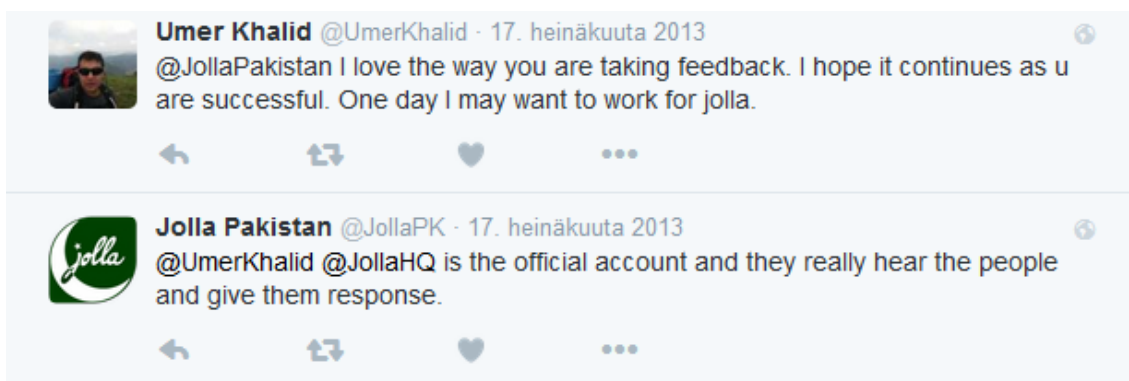 Umer Khalid @UmerKhalid · 17. heinäkuuta 2013
@JollaPakistan I love the way you are taking feedback. I hope it continues as u
are successful. One day I may want to work for jolla.
jolla
Jolla Pakistan @JollaPK · 17. heinäkuuta 2013
@UmerKhalid @JollaHQ is the official account and they really hear the people
and give them response.